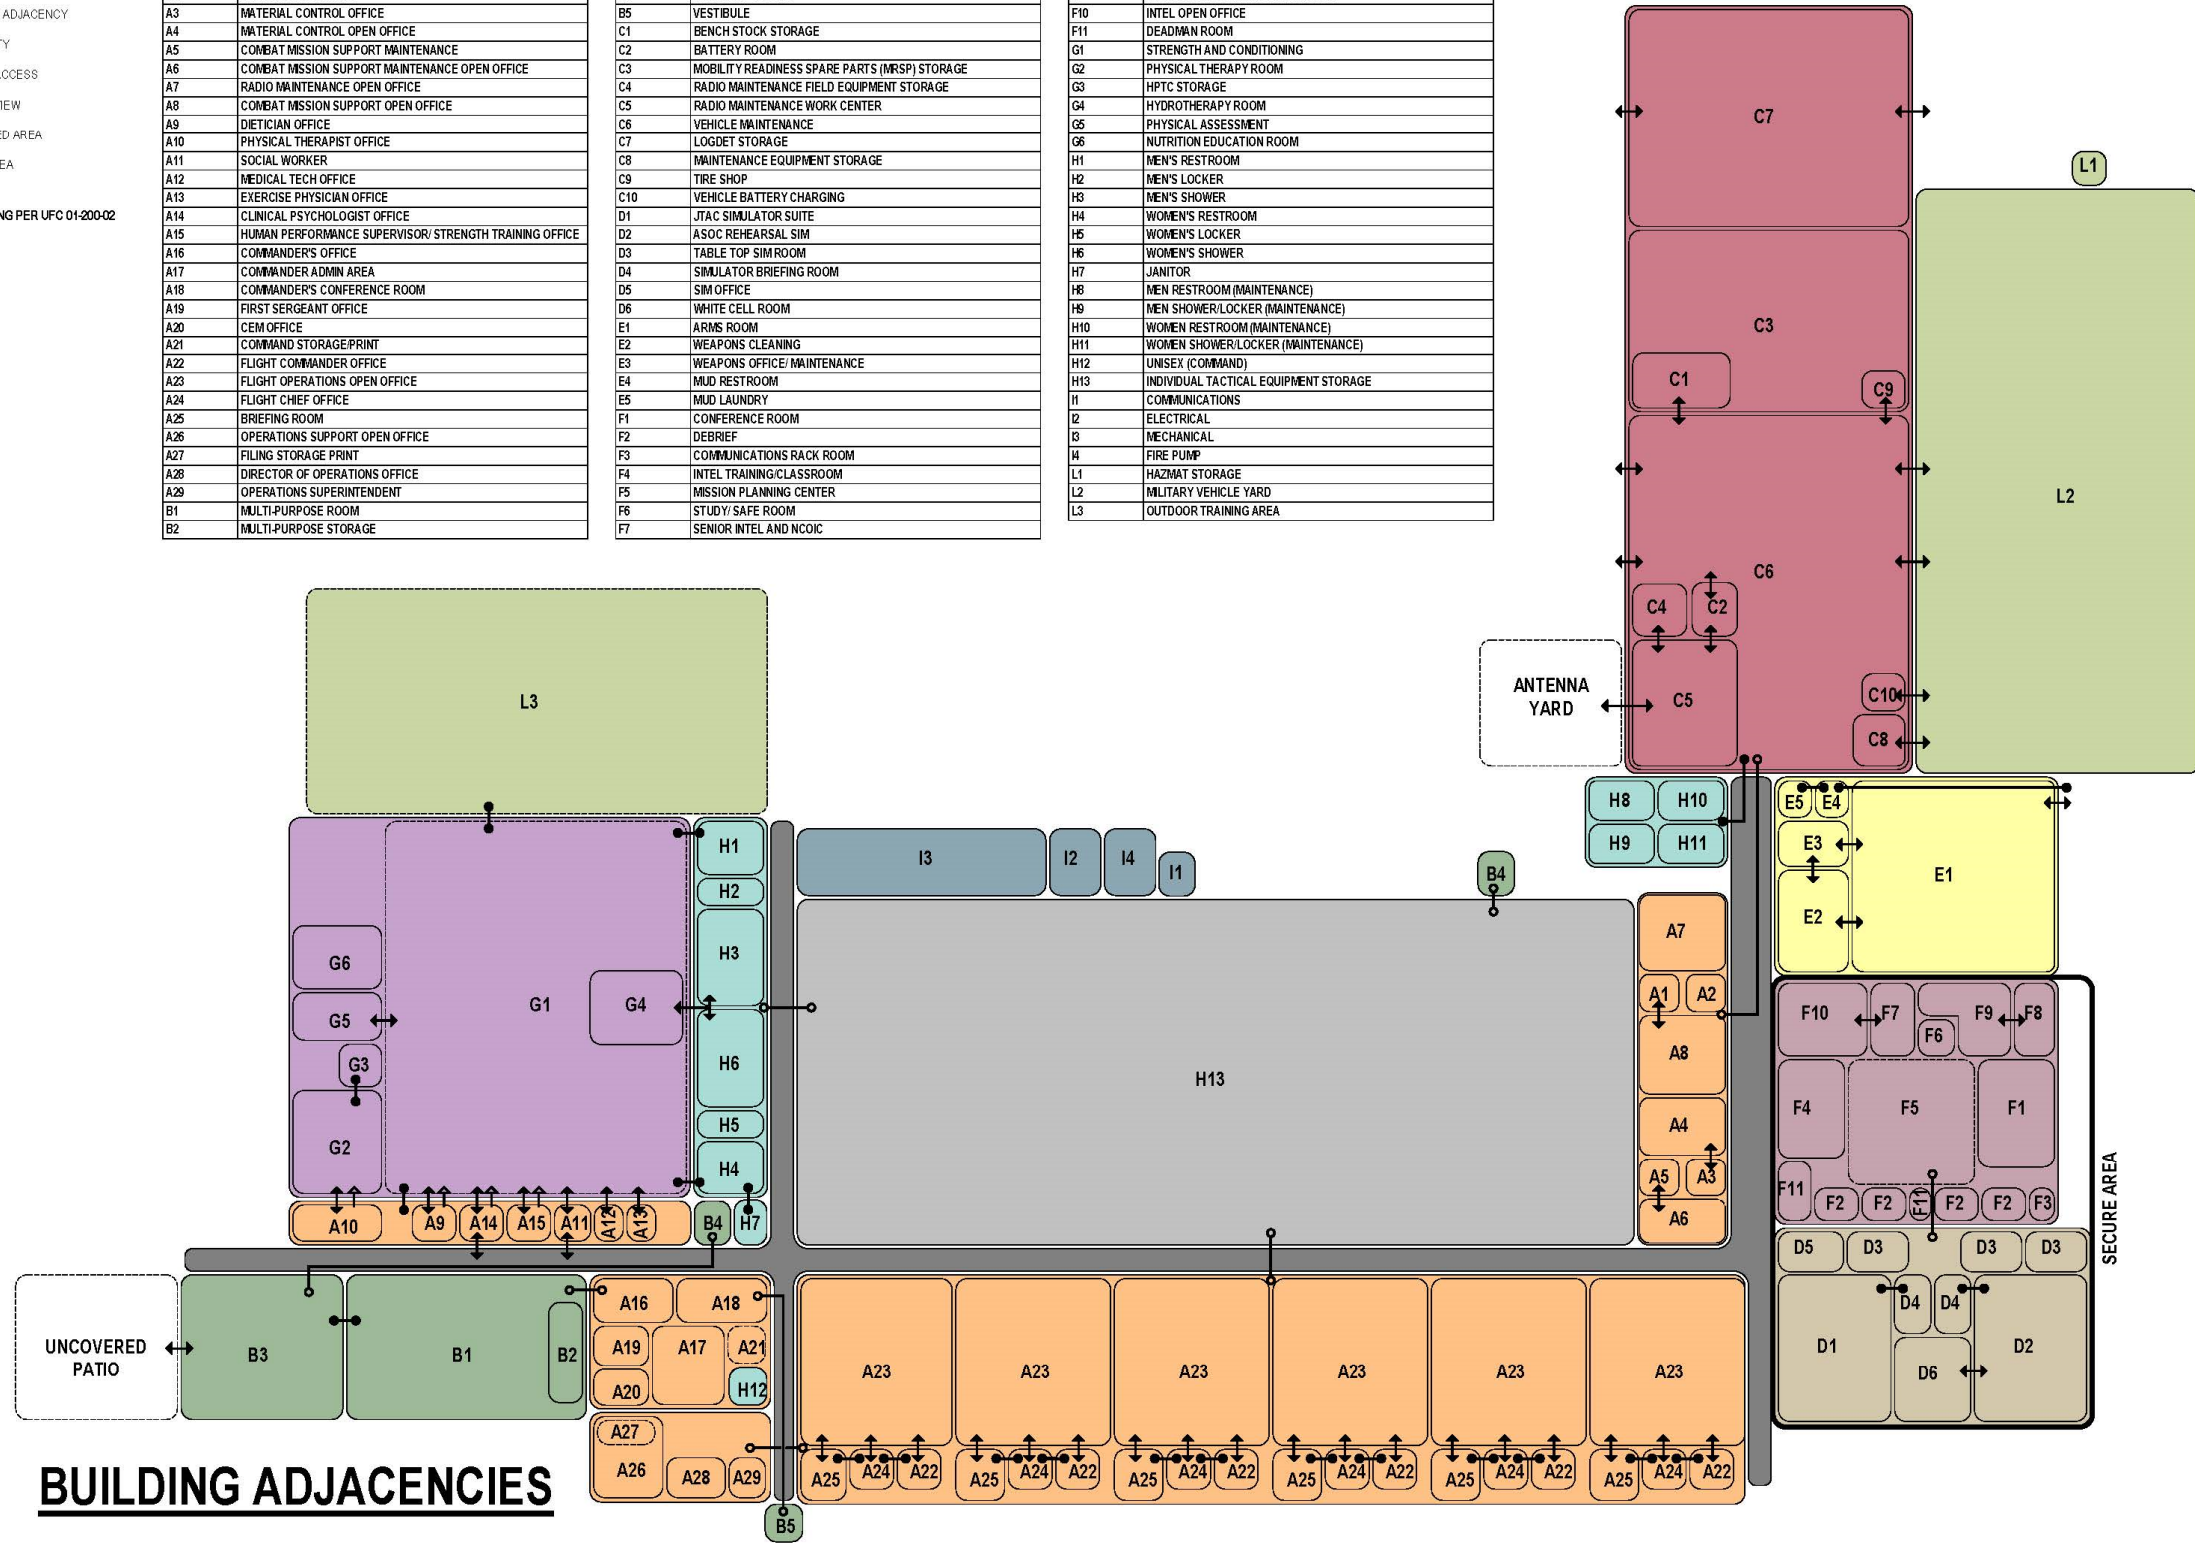 ADJACENCY
TY
CCESS
IEW
ED AREA
EA
NG PER UFC 01-200-02
A3 MATERIAL CONTROL OFFICE
A4 MATERIAL CONTROL OPEN OFFICE
A5 COMBAT MISSION SUPPORT MAINTENANCE
A6 COMBAT MISSION SUPPORT MAINTENANCE OPEN OFFICE
A7 RADIO MAINTENANCE OPEN OFFICE
A8 COMBAT MISSION SUPPORT OPEN OFFICE
A9 DIETICIAN OFFICE
A10 PHYSICAL THERAPIST OFFICE
A11 SOCIAL WORKER
A12 MEDICAL TECH OFFICE
A13 EXERCISE PHYSICIAN OFFICE
A14 CLINICAL PSYCHOLOGIST OFFICE
A15 HUMAN PERFORMANCE SUPERVISOR/ STRENGTH TRAINING OFFICE
A16 COMMANDER'S OFFICE
A17 COMMANDER ADMIN AREA
A18 COMMANDER'S CONFERENCE ROOM
A19 FIRST SERGEANT OFFICE
A20 CEM OFFICE
A21 COMMAND STORAGE/PRINT
A22 FLIGHT COMMANDER OFFICE
A23 FLIGHT OPERATIONS OPEN OFFICE
A24 FLIGHT CHIEF OFFICE
A25 BRIEFING ROOM
A26 OPERATIONS SUPPORT OPEN OFFICE
A27 FILING STORAGE PRINT
A28 DIRECTOR OF OPERATIONS OFFICE
A29 OPERATIONS SUPERINTENDENT
B1 MULTI-PURPOSE ROOM
B2 MULTI-PURPOSE STORAGE
B5 VESTIBULE
C1 BENCH STOCK STORAGE
C2 BATTERY ROOM
C3 MOBILITY READINESS SPARE PARTS (MRSP) STORAGE
C4 RADIO MAINTENANCE FIELD EQUIPMENT STORAGE
C5 RADIO MAINTENANCE WORK CENTER
C6 VEHICLE MAINTENANCE
C7 LOGDET STORAGE
C8 MAINTENANCE EQUIPMENT STORAGE
C9 TIRE SHOP
C10 VEHICLE BATTERY CHARGING
D1 JTAC SIMULATOR SUITE
D2 ASOC REHEARSAL SIM
D3 TABLE TOP SIM ROOM
D4 SIMULATOR BRIEFING ROOM
D5 SIM OFFICE
D6 WHITE CELL ROOM
E1 ARMS ROOM
E2 WEAPONS CLEANING
E3 WEAPONS OFFICE/ MAINTENANCE
E4 MUD RESTROOM
E5 MUD LAUNDRY
F1 CONFERENCE ROOM
F2 DEBRIEF
F3 COMMUNICATIONS RACK ROOM
F4 INTEL TRAINING/CLASSROOM
F5 MISSION PLANNING CENTER
F6 STUDY/ SAFE ROOM
F7 SENIOR INTEL AND NCOIC
F10 INTEL OPEN OFFICE
F11 DEADMAN ROOM
G1 STRENGTH AND CONDITIONING
G2 PHYSICAL THERAPY ROOM
G3 HPTC STORAGE
G4 HYDROTHERAPY ROOM
G5 PHYSICAL ASSESSMENT
G6 NUTRITION EDUCATION ROOM
H1 MEN'S RESTROOM
H2 MEN'S LOCKER
H3 MEN'S SHOWER
H4 WOMEN'S RESTROOM
H5 WOMEN'S LOCKER
H6 WOMEN'S SHOWER
H7 JANITOR
H8 MEN RESTROOM (MAINTENANCE)
H9 MEN SHOWER/LOCKER (MAINTENANCE)
H10 WOMEN RESTROOM (MAINTENANCE)
H11 WOMEN SHOWER/LOCKER (MAINTENANCE)
H12 UNISEX (COMMAND)
H13 INDIVIDUAL TACTICAL EQUIPMENT STORAGE
I1 COMMUNICATIONS
I2 ELECTRICAL
I3 MECHANICAL
I4 FIRE PUMP
L1 HAZMAT STORAGE
L2 MILITARY VEHICLE YARD
L3 OUTDOOR TRAINING AREA
C7
L1
C3
C1
C9
L2
C6
C4 C2
ANTENNA
YARD
C5
C10
C8
L3
H8 H10
H9 H11
E5 E4
E3
E1
E2
H1
H2
H3
H6
H5
H4
G6
G5
G3
G2
G1
G4
I3 I2 I4 I1
B4
H13
A7
A1 A2
A8
A4
A5 A3
A6
F10 F7 F9 F8
F6
F4 F5 F1
F11 F2 F2 F11 F2 F2 F3
SECURE AREA
A10 A9 A14 A15 A11 A12 A13 B4 H7
D5 D3 D3 D3
D4 D4
D1 D6 D2
UNCOVERED
PATIO
B3 B1 B2
A16 A18
A19 A17 A21
A20 H12
A27
A26 A28 A29
A23 A23 A23 A23 A23 A23
A25 A24 A22 A25 A24 A22 A25 A24 A22 A25 A24 A22 A25 A24 A22 A25 A24 A22
B5
BUILDING ADJACENCIES